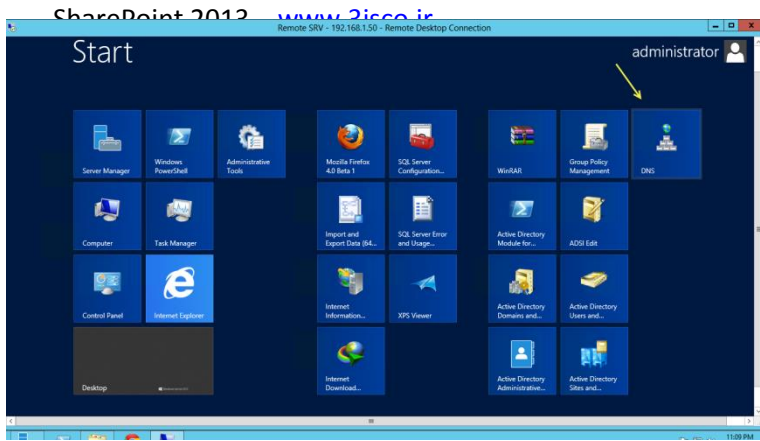 SharePoint 2013 www.3isco.ir
Remote SRV - 192.168.1.50 - Remote Desktop Connection
Start
administrator
Server Manager
Windows
PowerShell
Administrative
Tools
Mozilla Firefox
4.0 Beta 1
SQL Server
Configuration...
WinRAR
Group Policy
Management
DNS
Computer
Task Manager
Import and
Export Data (64...
SQL Server Error
and Usage...
Active Directory
Module for...
ADSI Edit
Control Panel
Internet Explorer
Internet
Information...
XPS Viewer
Active Directory
Domains and...
Active Directory
Users and...
Desktop
Internet
Download...
Active Directory
Administrative...
Active Directory
Sites and...
11:09 PM